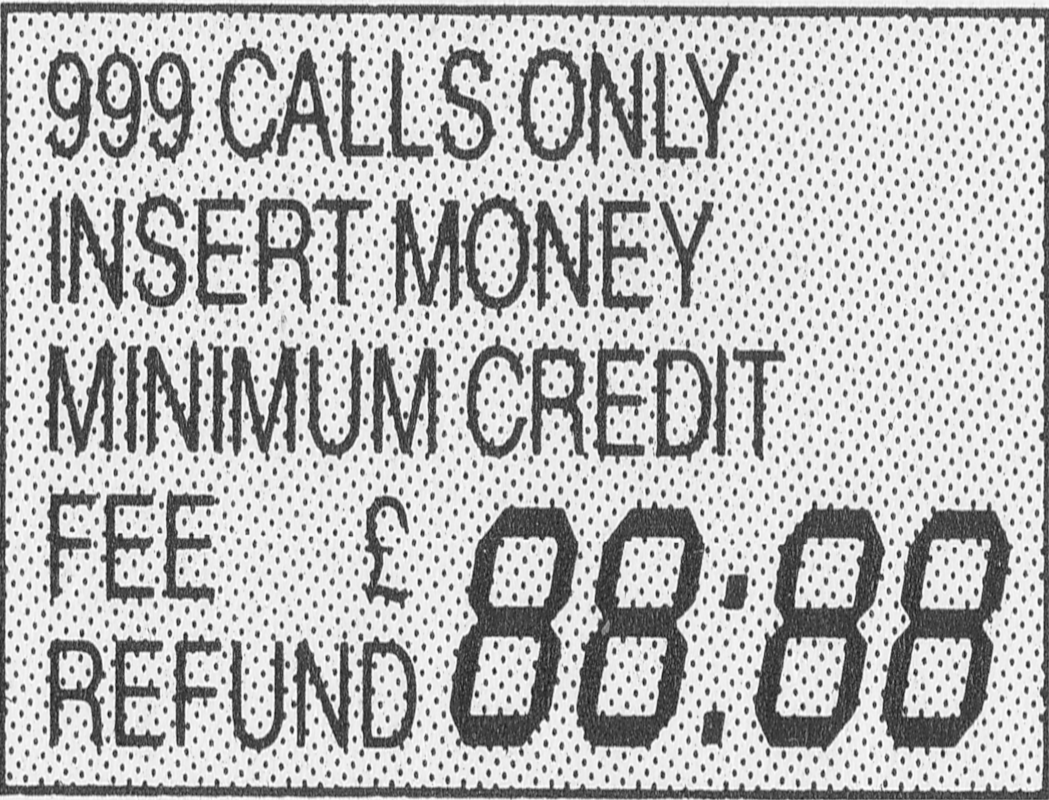 999 CALLS ONLY
INSERT MONEY
MINIMUM CREDIT
FEE £ 88:88
REFUND